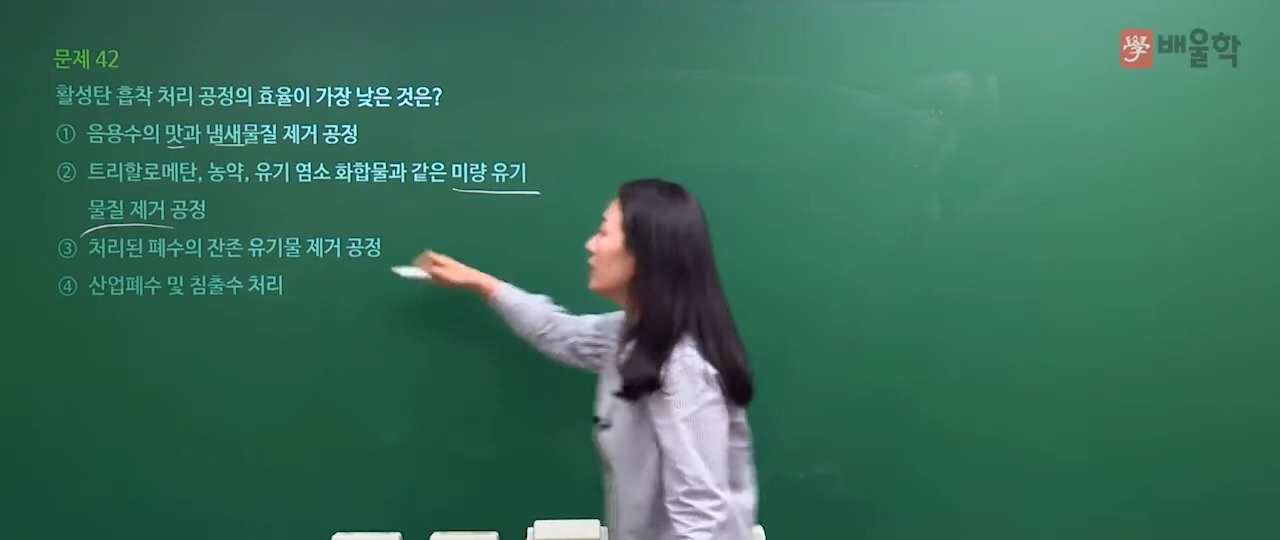 學 배울학
문제 42
활성탄 흡착 처리 공정의 효율이 가장 낮은 것은?
① 음용수의 맛과 냄새물질 제거 공정
② 트리할로메탄, 농약, 유기 염소 화합물과 같은 미량 유기
물질 제거 공정
③ 처리된 폐수의 잔존 유기물 제거 공정
④ 산업폐수 및 침출수 처리